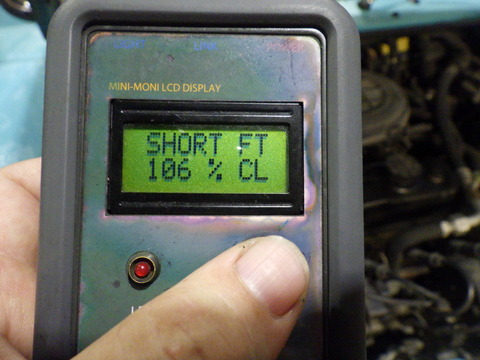 MINI-MONI LCD DISPLAY
SHORT FT
106 % CL